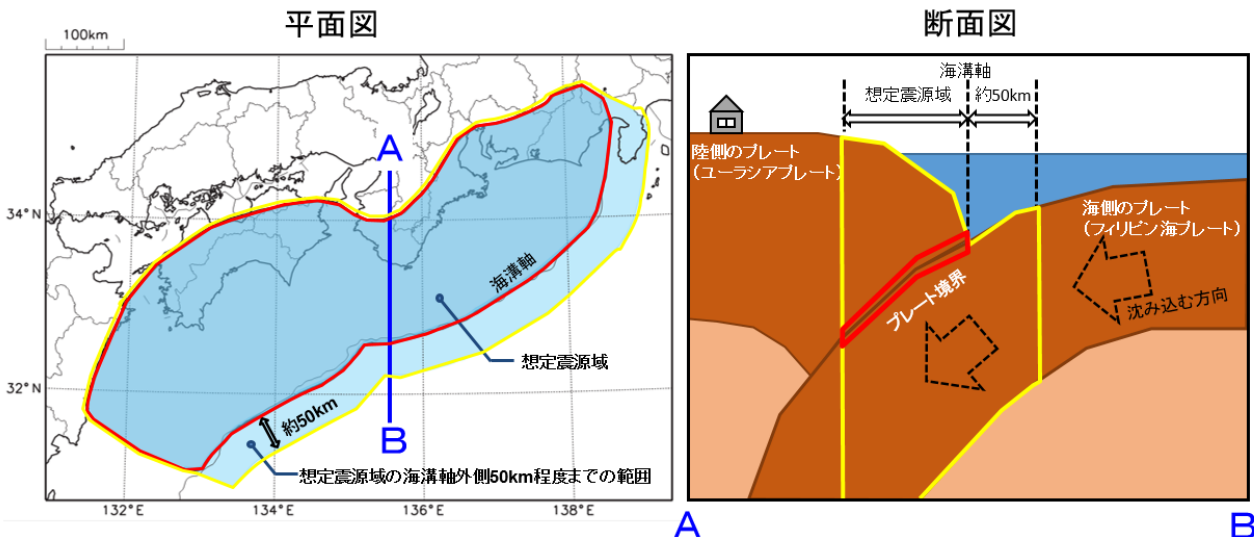 平面図
100km
A
34°N
海溝軸
想定震源域
32°N
約50km
B
想定震源域の海溝軸外側50km程度までの範囲
132°E
134°E
136°E
138°E
断面図
海溝軸
想定震源域
約50km
陸側のプレート
(ユーラシアプレート)
海側のプレート
(フィリピン海プレート)
プレート境界
沈み込む方向
A
B